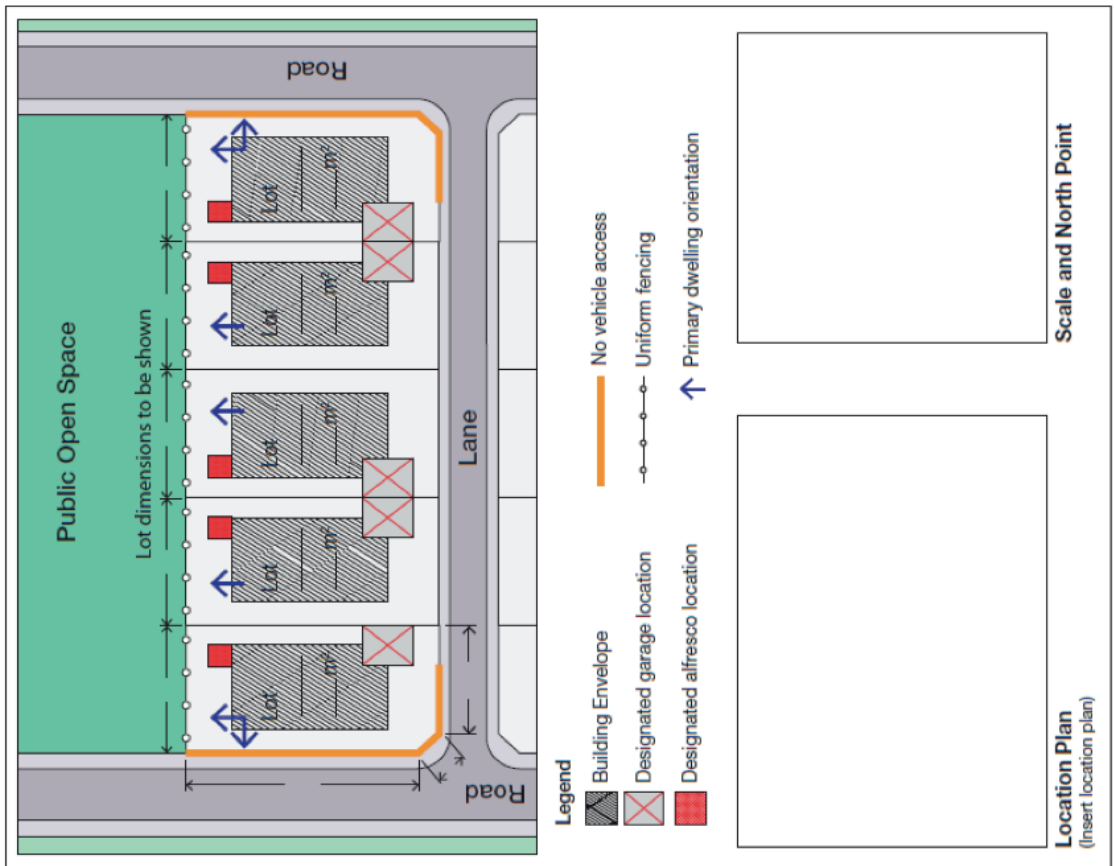 Road
Public Open Space
Lot dimensions to be shown
Lot
m²
Lot
m²
Lot
m²
Lot
m²
Lot
m²
Lane
Road
Legend
Building Envelope
Designated garage location
Designated alfresco location
No vehicle access
Uniform fencing
Primary dwelling orientation
Location Plan
(Insert location plan)
Scale and North Point